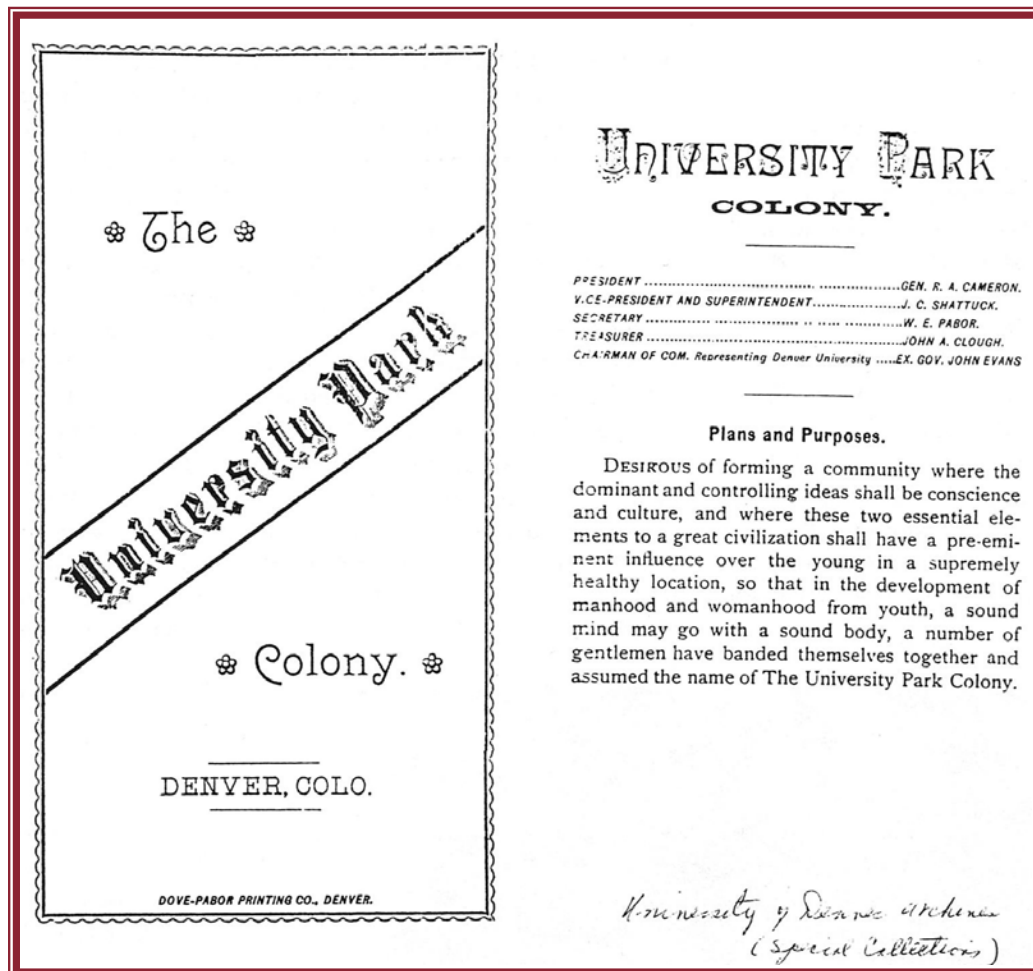 The
University Park
Colony.
DENVER, COLO.
DOVE-PABOR PRINTING CO., DENVER.
UNIVERSITY PARK
COLONY.
PRESIDENT ........................................................ GEN. R. A. CAMERON.
VICE-PRESIDENT AND SUPERINTENDENT .................. J. C. SHATTUCK.
SECRETARY ........................................................ W. E. PABOR.
TREASURER ........................................................ JOHN A. CLOUGH.
CHAIRMAN OF COM. Representing Denver University ..... EX. GOV. JOHN EVANS
Plans and Purposes.
DESIROUS of forming a community where the
dominant and controlling ideas shall be conscience
and culture, and where these two essential ele-
ments to a great civilization shall have a pre-emi-
nent influence over the young in a supremely
healthy location, so that in the development of
manhood and womanhood from youth, a sound
mind may go with a sound body, a number of
gentlemen have banded themselves together and
assumed the name of The University Park Colony.
University of Denver Archives
(Special Collections)